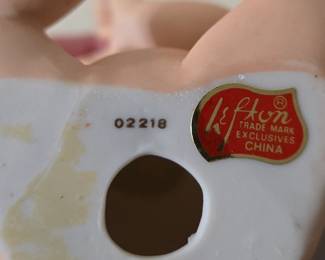 02218
Lefton
®
TRADE MARK
EXCLUSIVES
CHINA